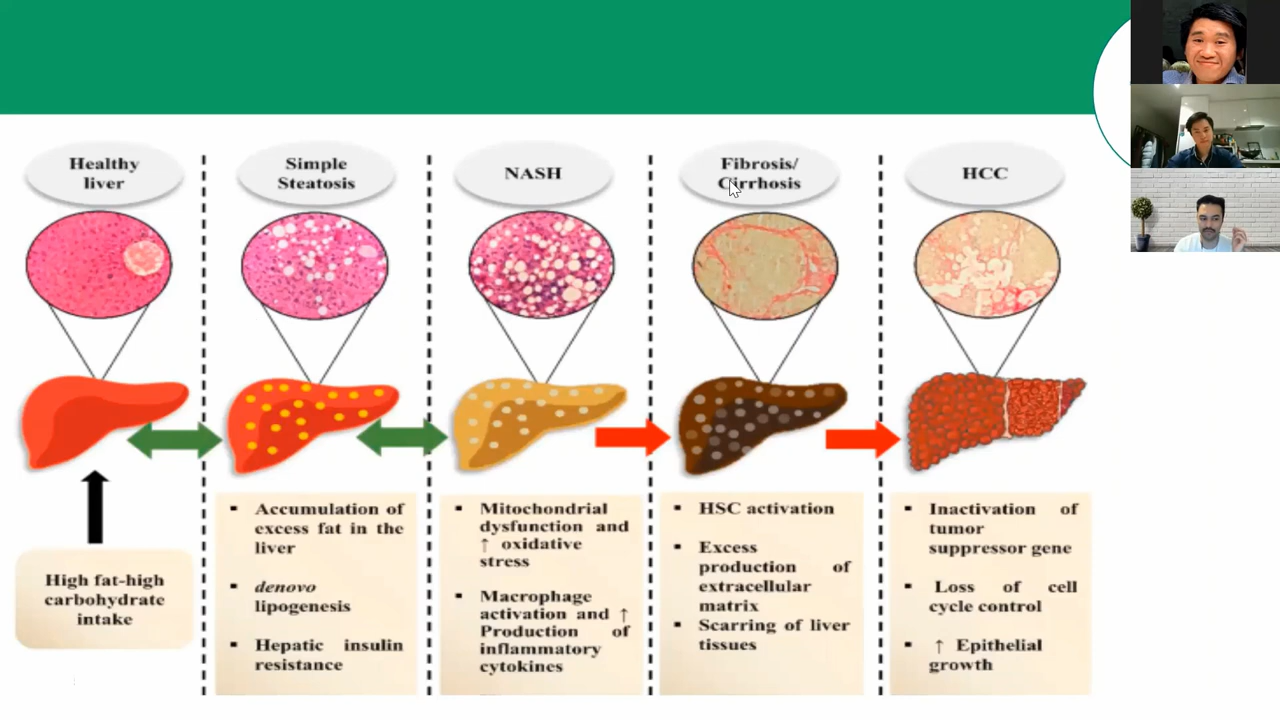 Healthy
liver
Simple
Steatosis
NASH
Fibrosis/
Cirrhosis
HCC
High fat-high
carbohydrate
intake
▪ Accumulation of
excess fat in the
liver
▪ denovo
lipogenesis
▪ Hepatic insulin
resistance
▪ Mitochondrial
dysfunction and
↑ oxidative
stress
▪ Macrophage
activation and ↑
Production of
inflammatory
cytokines
▪ HSC activation
▪ Excess
production of
extracellular
matrix
▪ Scarring of liver
tissues
▪ Inactivation of
tumor
suppressor gene
▪ Loss of cell
cycle control
▪ ↑ Epithelial
growth